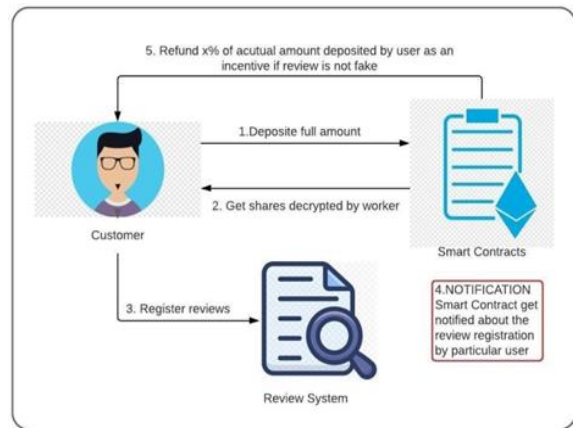 5. Refund x% of acutual amount deposited by user as an
incentive if review is not fake
1.Deposite full amount
2. Get shares decrypted by worker
Customer
Smart Contracts
3. Register reviews
4.NOTIFICATION
Smart Contract get
notified about the
review registration
by particular user
Review System